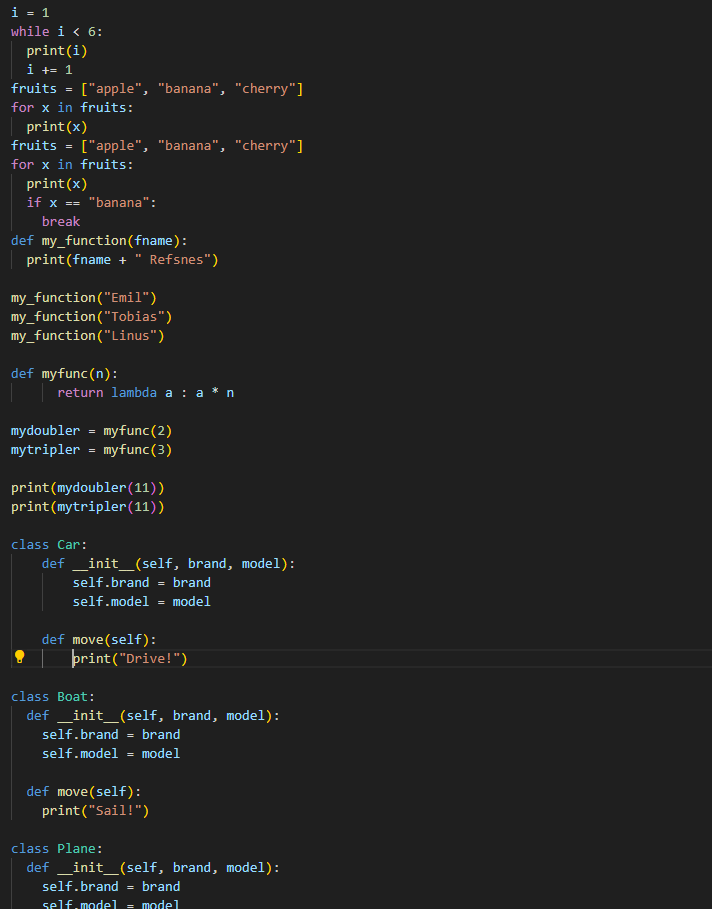 i = 1
while i < 6:
  print(i)
  i += 1
fruits = ["apple", "banana", "cherry"]
for x in fruits:
  print(x)
fruits = ["apple", "banana", "cherry"]
for x in fruits:
  print(x)
  if x == "banana":
    break
def my_function(fname):
  print(fname + " Refsnes")

my_function("Emil")
my_function("Tobias")
my_function("Linus")

def myfunc(n):
      return lambda a : a * n

mydoubler = myfunc(2)
mytripler = myfunc(3)

print(mydoubler(11))
print(mytripler(11))

class Car:
    def __init__(self, brand, model):
        self.brand = brand
        self.model = model

    def move(self):
        print("Drive!")

class Boat:
  def __init__(self, brand, model):
    self.brand = brand
    self.model = model

  def move(self):
    print("Sail!")

class Plane:
  def __init__(self, brand, model):
    self.brand = brand
    self.model = model